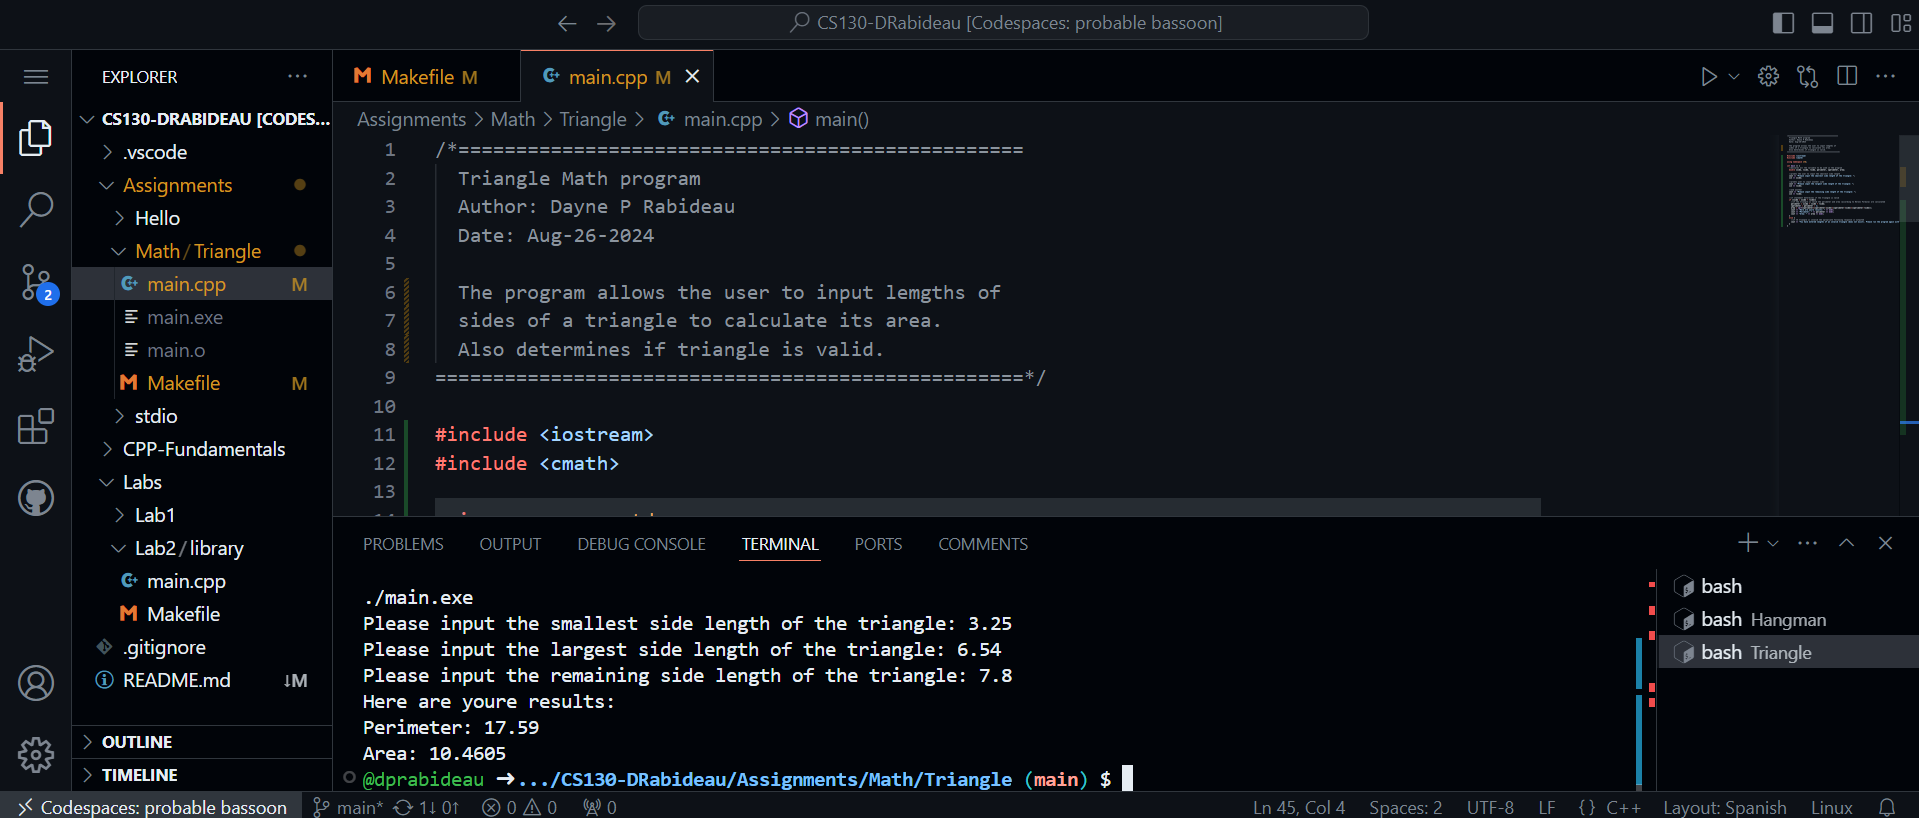 CS130-DRabideau [Codespaces: probable bassoon]
EXPLORER
CS130-DRABIDEAU [CODES...
.vscode
Assignments
Hello
Math / Triangle
main.cpp M
main.exe
main.o
Makefile M
stdio
CPP-Fundamentals
Labs
Lab1
Lab2 / library
main.cpp
Makefile
.gitignore
README.md ↓M
OUTLINE
TIMELINE
2
Makefile M
main.cpp M
Assignments > Math > Triangle > main.cpp > main()
1 /*=================================================
2 Triangle Math program
3 Author: Dayne P Rabideau
4 Date: Aug-26-2024
5
6 The program allows the user to input lemgths of
7 sides of a triangle to calculate its area.
8 Also determines if triangle is valid.
9 ===================================================*/
10
11 #include <iostream>
12 #include <cmath>
13
PROBLEMS OUTPUT DEBUG CONSOLE TERMINAL PORTS COMMENTS
./main.exe
Please input the smallest side length of the triangle: 3.25
Please input the largest side length of the triangle: 6.54
Please input the remaining side length of the triangle: 7.8
Here are youre results:
Perimeter: 17.59
Area: 10.4605
@dprabideau ➜.../CS130-DRabideau/Assignments/Math/Triangle (main) $
bash
bash Hangman
bash Triangle
Codespaces: probable bassoon main* 1↓ 0↑ 0 0 0 Ln 45, Col 4 Spaces: 2 UTF-8 LF {} C++ Layout: Spanish Linux